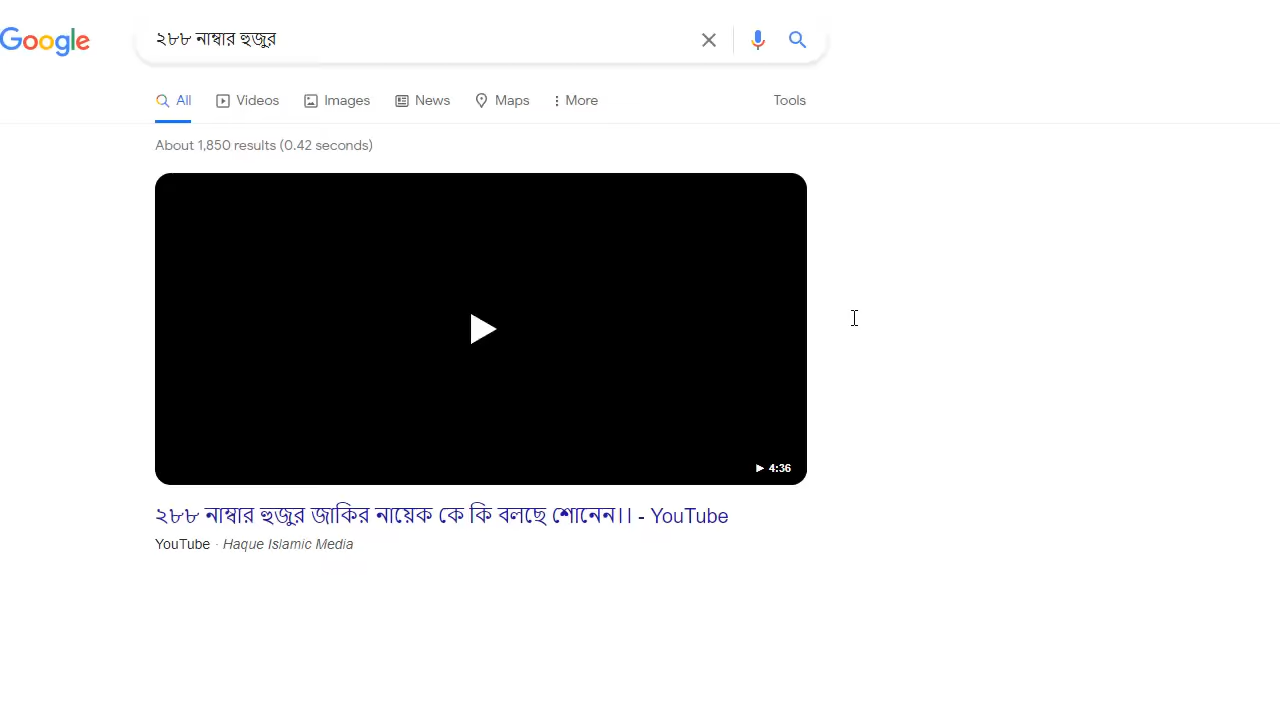 Google
২৮৮ নাম্বার হুজুর
All Videos Images News Maps More Tools
About 1,850 results (0.42 seconds)
4:36
২৮৮ নাম্বার হুজুর জাকির নায়েক কে কি বলছে শোনেন।। - YouTube
YouTube · Haque Islamic Media